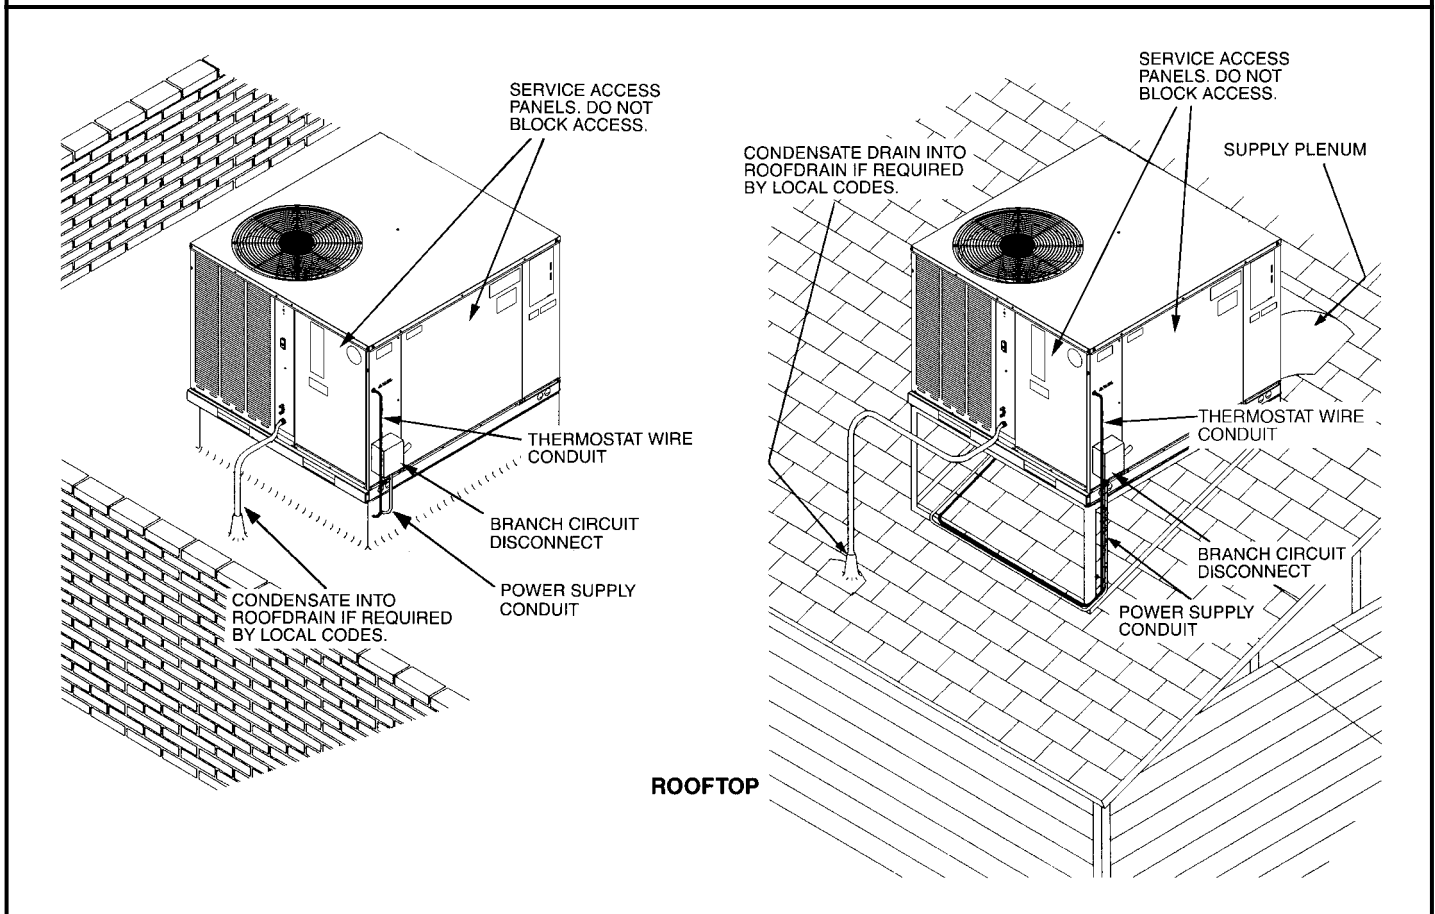 SERVICE ACCESS
PANELS. DO NOT
BLOCK ACCESS.
THERMOSTAT WIRE
CONDUIT
BRANCH CIRCUIT
DISCONNECT
POWER SUPPLY
CONDUIT
CONDENSATE INTO
ROOFDRAIN IF REQUIRED
BY LOCAL CODES.
SERVICE ACCESS
PANELS. DO NOT
BLOCK ACCESS.
SUPPLY PLENUM
CONDENSATE DRAIN INTO
ROOFDRAIN IF REQUIRED
BY LOCAL CODES.
THERMOSTAT WIRE
CONDUIT
BRANCH CIRCUIT
DISCONNECT
POWER SUPPLY
CONDUIT
ROOFTOP